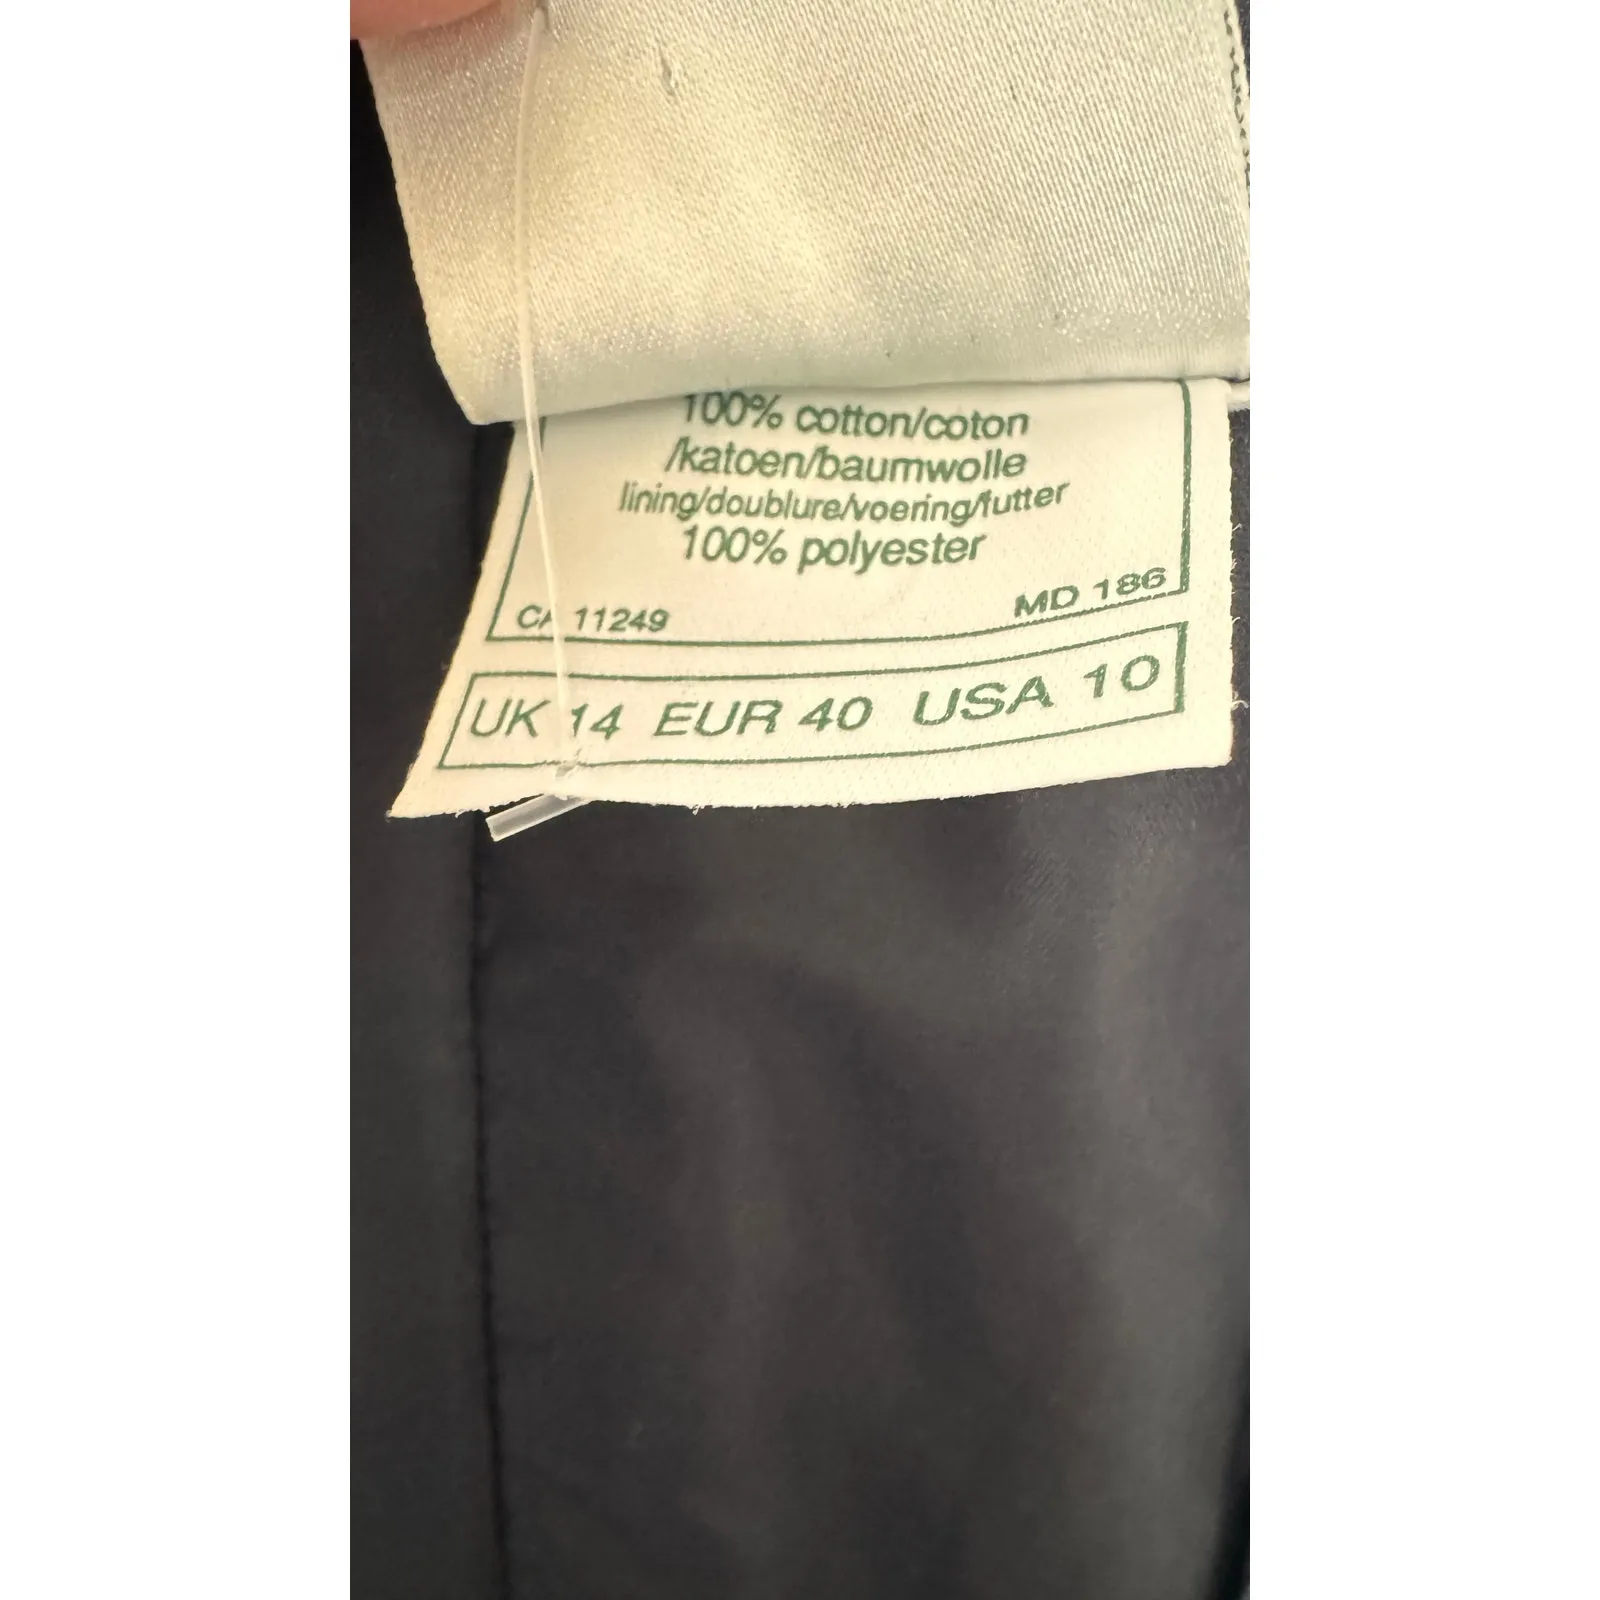 100% cotton/coton
/katoen/baumwolle
lining/doublure/voering/futter
100% polyester
CA 11249 MD 186
UK 14 EUR 40 USA 10